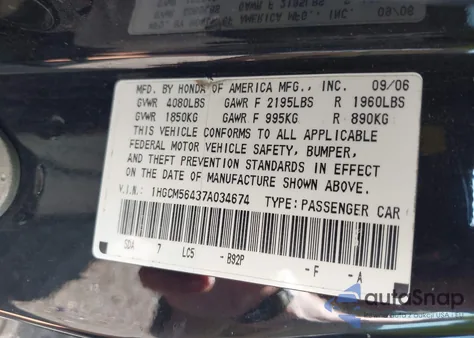 MFD. BY HONDA OF AMERICA MFG., INC. 09/06
GVWR 4080LBS GAWR F 2195LBS R 1960LBS
GVWR 1850KG GAWR F 995KG R 890KG
THIS VEHICLE CONFORMS TO ALL APPLICABLE
FEDERAL MOTOR VEHICLE SAFETY, BUMPER,
AND THEFT PREVENTION STANDARDS IN EFFECT
ON THE DATE OF MANUFACTURE SHOWN ABOVE.
V.I.N.: 1HGCM56437A034674 TYPE: PASSENGER CAR
SDA 7 LC5 - B92P - F - A
autoSnap